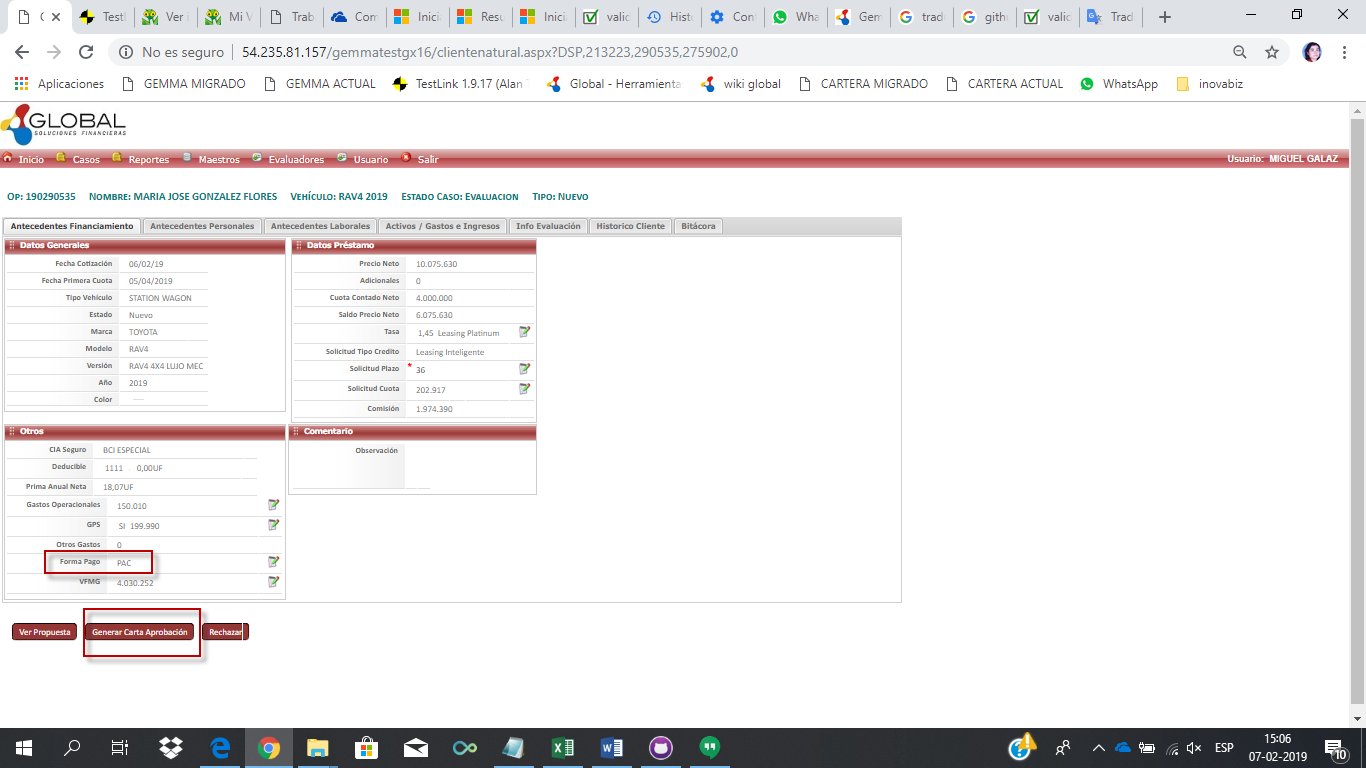 C
Testl
Ver i
Mi V
Trab
Com
Inicia
Resu
Inicia
valic
Histo
Conf
Wha
Gem
tradu
githu
valid
Trad
No es seguro | 54.235.81.157/gemmatestgx16/clientenatural.aspx?DSP,213223,290535,275902,0
Aplicaciones
GEMMA MIGRADO
GEMMA ACTUAL
TestLink 1.9.17 (Alan
Global - Herramienta
wiki global
CARTERA MIGRADO
CARTERA ACTUAL
WhatsApp
inovabiz
GLOBAL
SOLUCIONES FINANCIERAS
Inicio Casos Reportes Maestros Evaluadores Usuario Salir
Usuario: MIGUEL GALAZ
OP: 190290535 NOMBRE: MARIA JOSE GONZALEZ FLORES VEHÍCULO: RAV4 2019 ESTADO CASO: EVALUACION TIPO: NUEVO
Antecedentes Financiamiento
Antecedentes Personales
Antecedentes Laborales
Activos / Gastos e Ingresos
Info Evaluación
Historico Cliente
Bitácora
Datos Generales
Fecha Cotización 06/02/19
Fecha Primera Cuota 05/04/2019
Tipo Vehículo STATION WAGON
Estado Nuevo
Marca TOYOTA
Modelo RAV4
Versión RAV4 4X4 LUJO MEC
Año 2019
Color ----
Datos Préstamo
Precio Neto 10.075.630
Adicionales 0
Cuota Contado Neto 4.000.000
Saldo Precio Neto 6.075.630
Tasa 1,45 Leasing Platinum
Solicitud Tipo Credito Leasing Inteligente
Solicitud Plazo * 36
Solicitud Cuota 202.917
Comisión 1.974.390
Otros
CIA Seguro BCI ESPECIAL
Deducible 1111 0,00UF
Prima Anual Neta 18,07UF
Gastos Operacionales 150.010
GPS SI 199.990
Otros Gastos 0
Forma Pago PAC
VFMG 4.030.252
Comentario
Observación
Ver Propuesta
Generar Carta Aprobación
Rechazar
ESP
15:06
07-02-2019
10